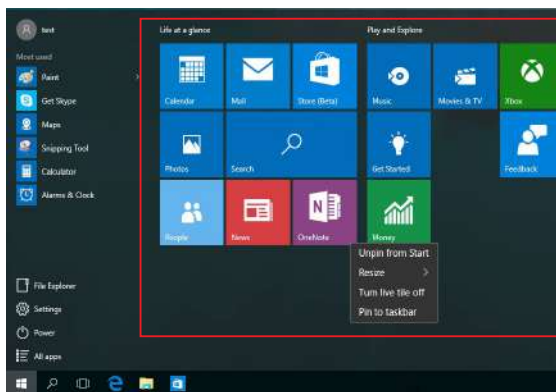 test
Most used
Paint
Get Skype
Maps
Snipping Tool
Calculator
Alarms & Clock
File Explorer
Settings
Power
All apps
Life at a glance
Calendar
Mail
Store (Beta)
Photos
Search
People
News
OneNote
Play and Explore
Music
Movies & TV
Xbox
Get Started
Feedback
Money
Unpin from Start
Resize
Turn live tile off
Pin to taskbar